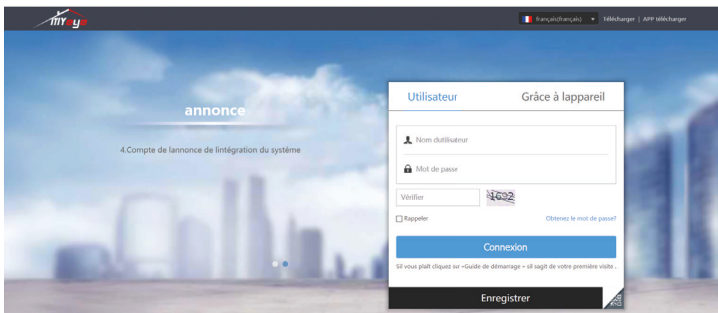 MYeye
français(français) ▼ Télécharger | APP télécharger
annonce
4.Compte de lannonce de lintégration du système
Utilisateur Grâce à lappareil
Nom dutilisateur
Mot de passe
Vérifier 1692
Rappeler Obtenez le mot de passe?
Connexion
Sil vous plaît cliquez sur «Guide de démarrage » sil sagit de votre première visite .
Enregistrer